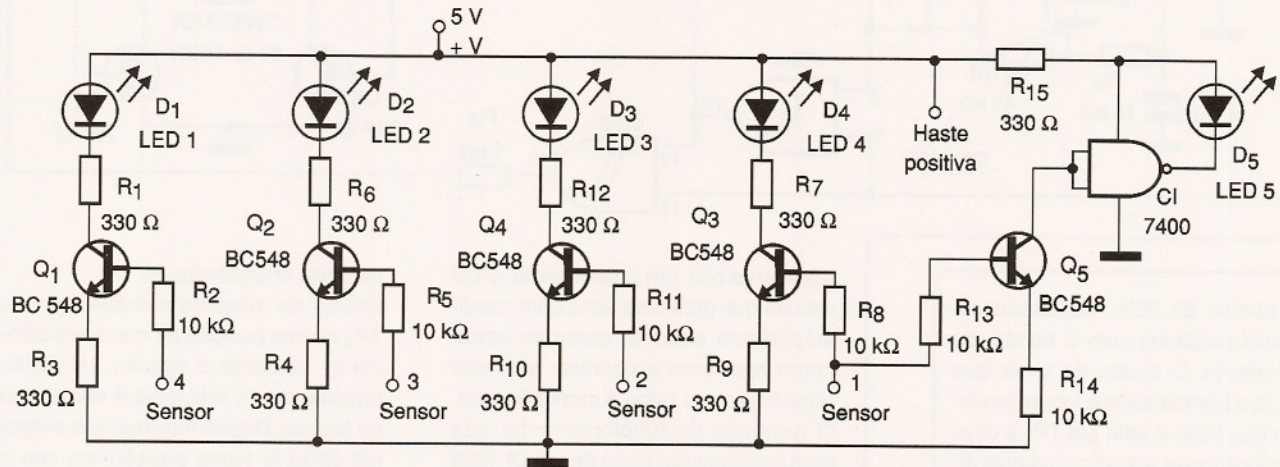 5 V
+ V
D1
LED 1
D2
LED 2
D3
LED 3
D4
LED 4
Haste
positiva
R15
330 Ω
D5
LED 5
CI
7400
R1
330 Ω
R6
330 Ω
R12
330 Ω
R7
330 Ω
Q1
BC 548
Q2
BC548
Q4
BC548
Q3
BC548
Q5
BC548
R2
10 kΩ
R5
10 kΩ
R11
10 kΩ
R8
10 kΩ
R13
10 kΩ
R3
330 Ω
R4
330 Ω
R10
330 Ω
R9
330 Ω
R14
10 kΩ
4
Sensor
3
Sensor
2
Sensor
1
Sensor